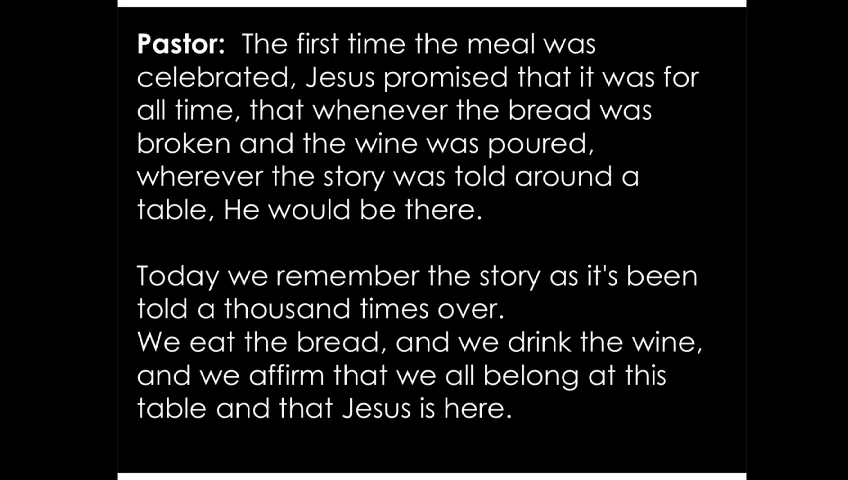 Pastor:  The first time the meal was
celebrated, Jesus promised that it was for
all time, that whenever the bread was
broken and the wine was poured,
wherever the story was told around a
table, He would be there.
Today we remember the story as it's been
told a thousand times over.
We eat the bread, and we drink the wine,
and we affirm that we all belong at this
table and that Jesus is here.